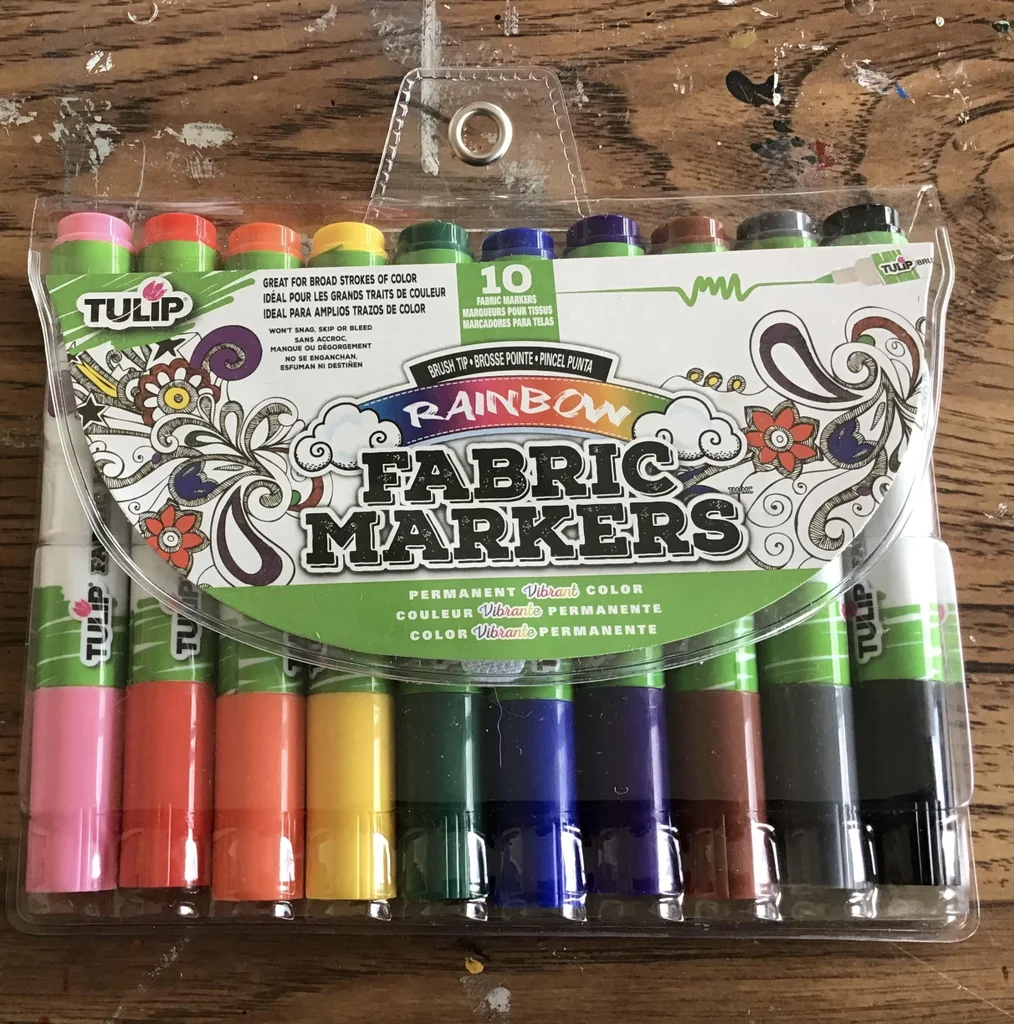 TULIP®
GREAT FOR BROAD STROKES OF COLOR
IDÉAL POUR LES GRANDS TRAITS DE COULEUR
IDEAL PARA AMPLIOS TRAZOS DE COLOR
WON'T SNAG, SKIP OR BLEED
SANS ACCROC,
MANQUE OU DÉGORGEMENT
NO SE ENGANCHAN,
ESFUMAN NI DESTIÑEN
10
FABRIC MARKERS
MARQUEURS POUR TISSUS
MARCADORES PARA TELAS
TULIP
BRUSH TIP • BROSSE POINTE • PINCEL PUNTA
RAINBOW
FABRIC
MARKERS
TM/MC
PERMANENT Vibrant COLOR
COULEUR Vibrante PERMANENTE
COLOR Vibrante PERMANENTE
TULIP®
TULIP
TULIP